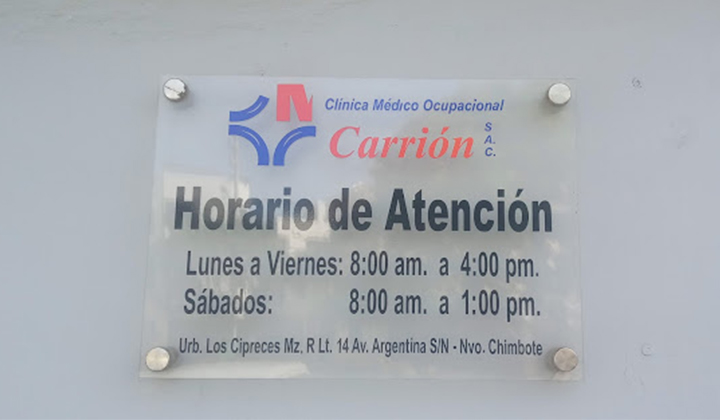 Clínica Médico Ocupacional
Carrión S.A.C.
Horario de Atención
Lunes a Viernes: 8:00 am. a 4:00 pm.
Sábados: 8:00 am. a 1:00 pm.
Urb. Los Cipreces Mz, R Lt. 14 Av. Argentina S/N - Nvo. Chimbote